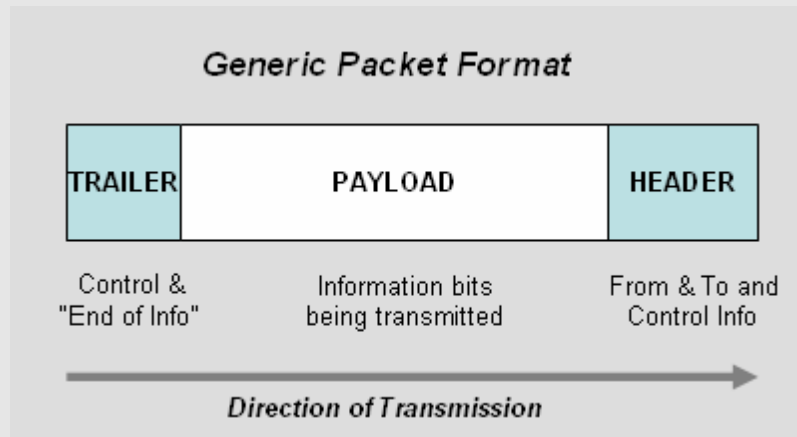 Generic Packet Format
TRAILER
PAYLOAD
HEADER
Control &
"End of Info"
Information bits
being transmitted
From & To and
Control Info
Direction of Transmission